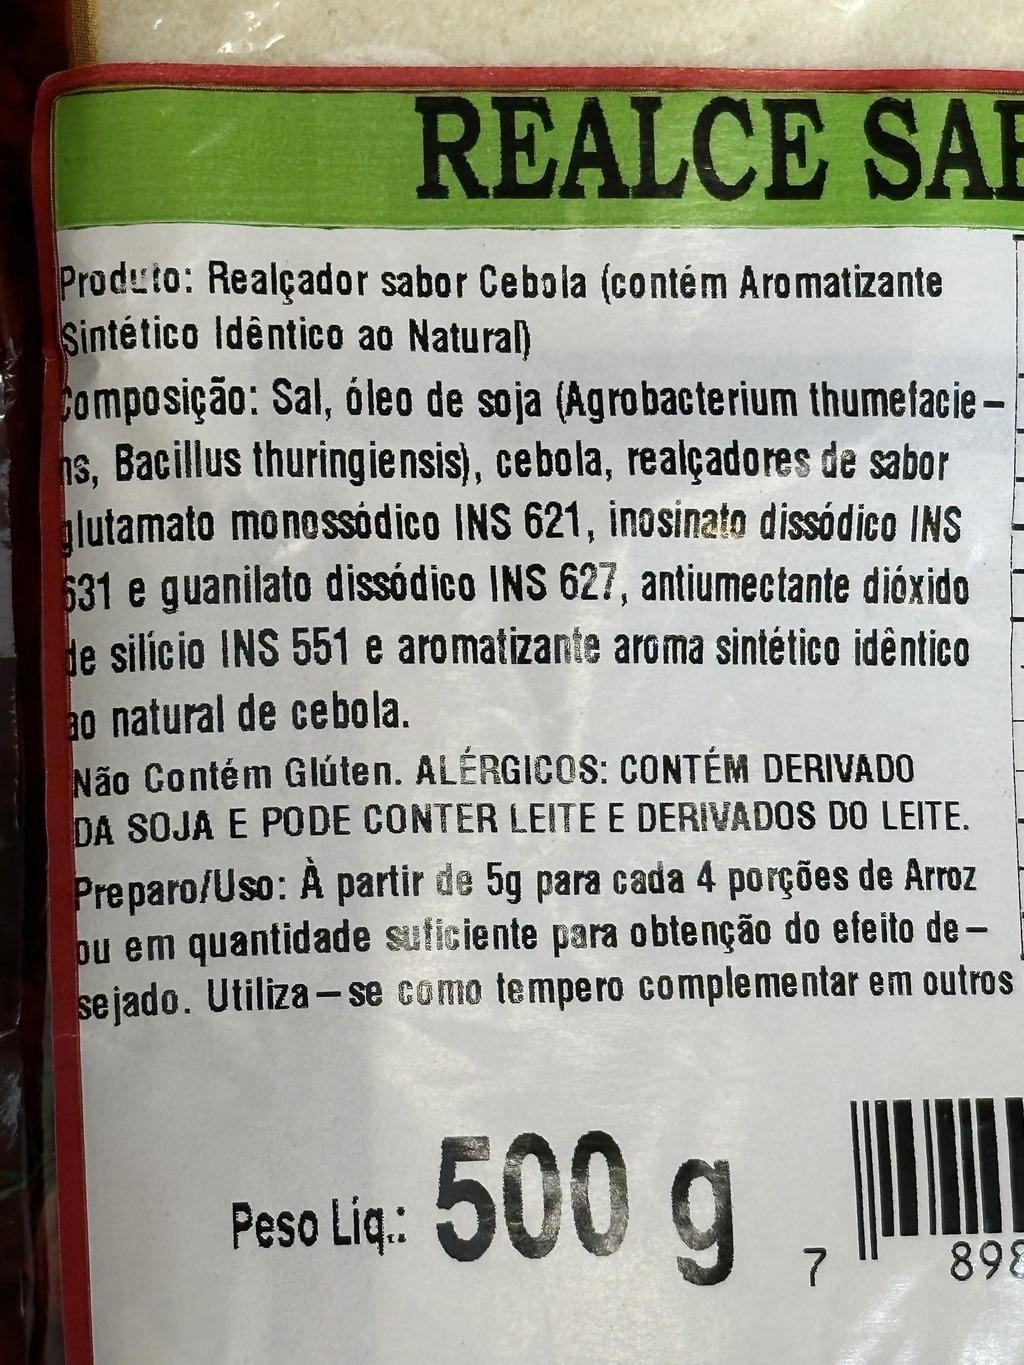 REALCE SAB
Produto: Realçador sabor Cebola (contém Aromatizante
Sintético Idêntico ao Natural)
Composição: Sal, óleo de soja (Agrobacterium thumefacie-
ns, Bacillus thuringiensis), cebola, realçadores de sabor
glutamato monossódico INS 621, inosinato dissódico INS
631 e guanilato dissódico INS 627, antiumectante dióxido
de silício INS 551 e aromatizante aroma sintético idêntico
ao natural de cebola.
Não Contém Glúten. ALÉRGICOS: CONTÉM DERIVADO
DA SOJA E PODE CONTER LEITE E DERIVADOS DO LEITE.
Preparo/Uso: À partir de 5g para cada 4 porções de Arroz
ou em quantidade suficiente para obtenção do efeito de-
sejado. Utiliza-se como tempero complementar em outros
Peso Líq.: 500 g
7 898